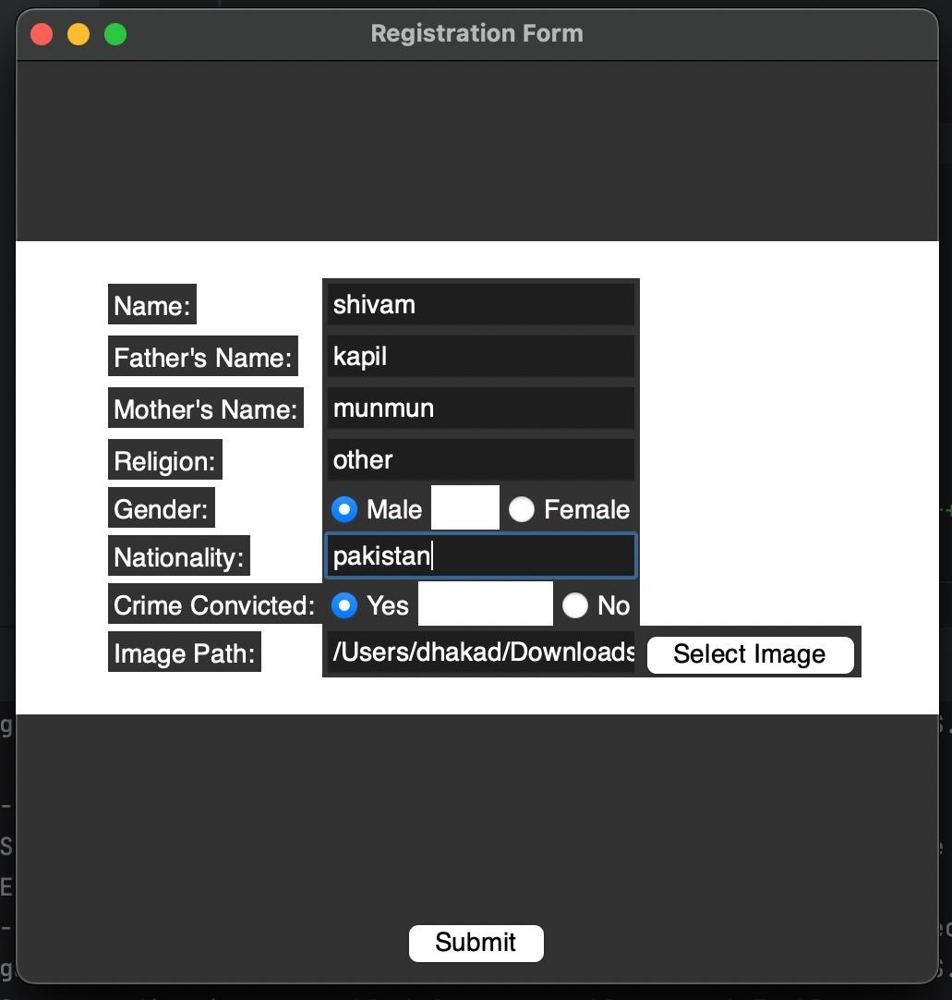 Registration Form
Name: shivam
Father's Name: kapil
Mother's Name: munmun
Religion: other
Gender: Male Female
Nationality: pakistan
Crime Convicted: Yes No
Image Path: /Users/dhakad/Downloads Select Image
Submit